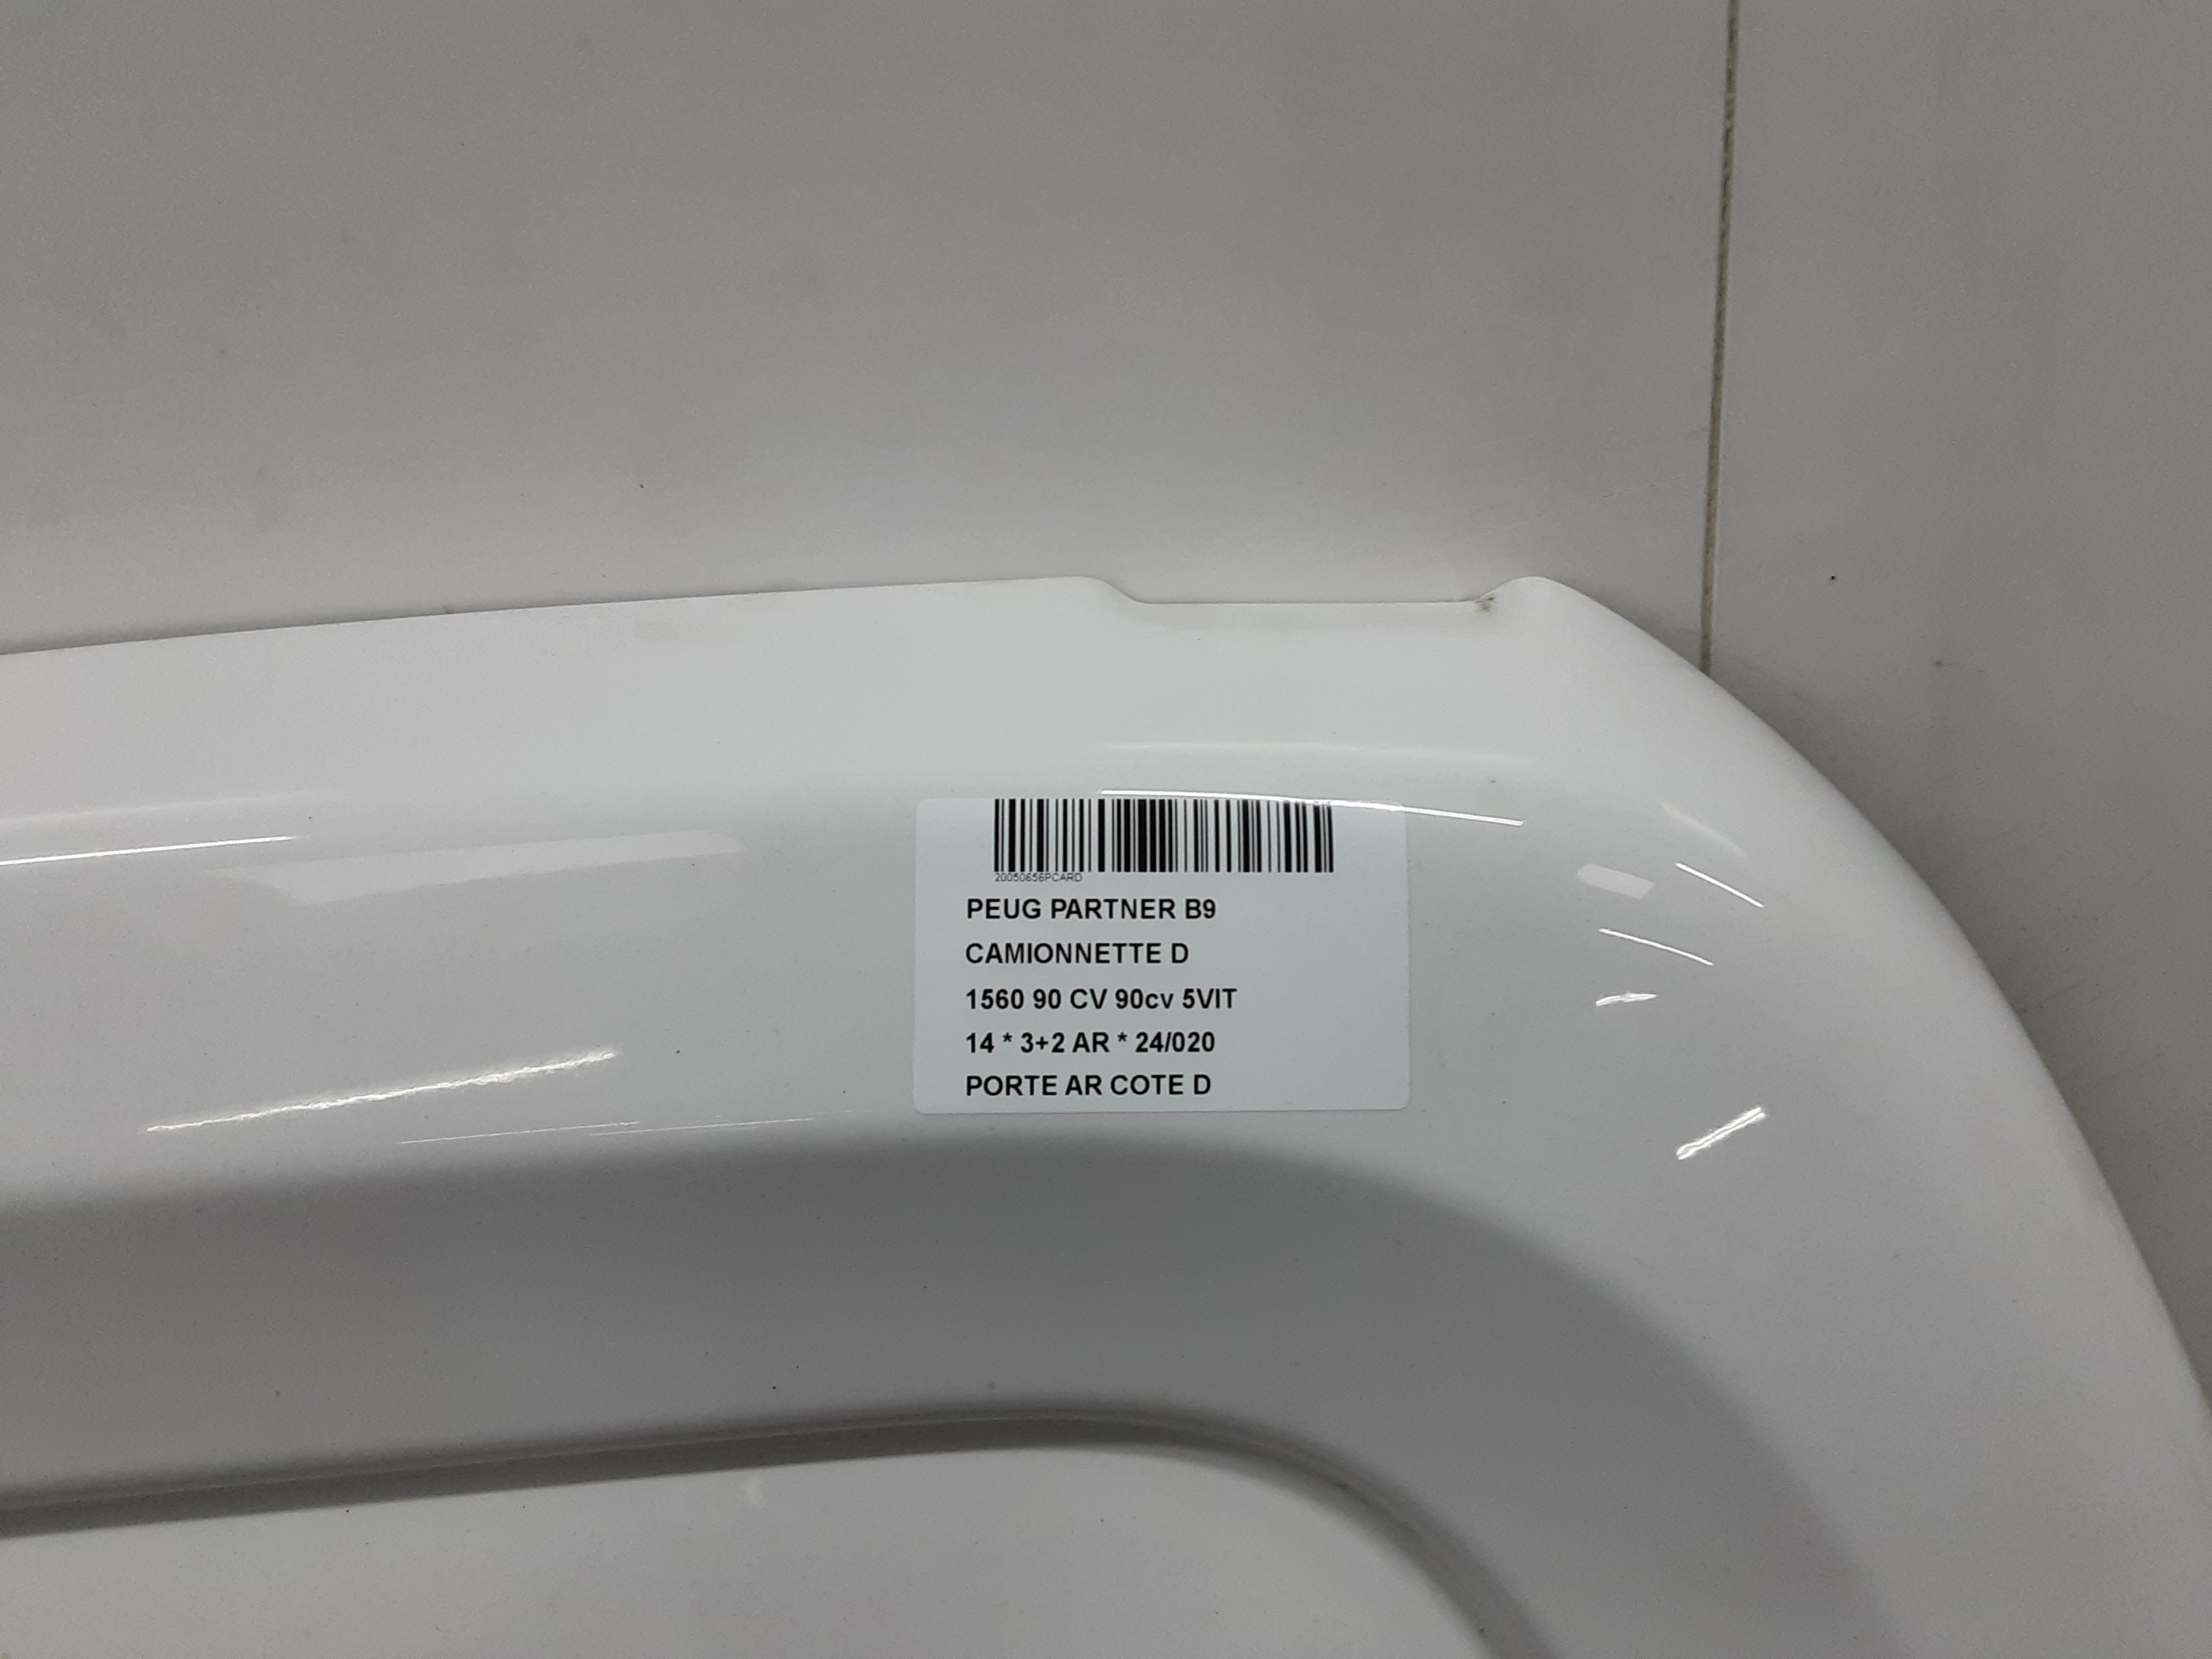 20050656PCARD
PEUG PARTNER B9
CAMIONNETTE D
1560 90 CV 90cv 5VIT
14 * 3+2 AR * 24/020
PORTE AR COTE D